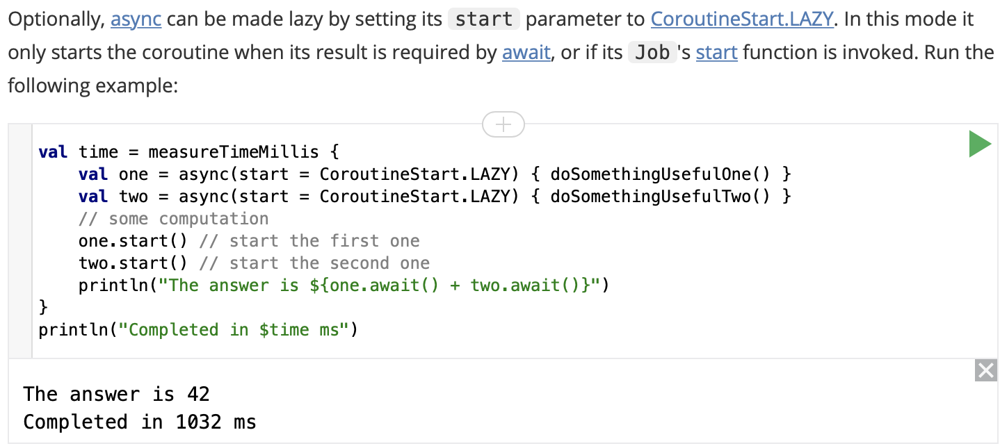 Optionally, async can be made lazy by setting its start parameter to CoroutineStart.LAZY. In this mode it
only starts the coroutine when its result is required by await, or if its Job 's start function is invoked. Run the
following example:
val time = measureTimeMillis {
    val one = async(start = CoroutineStart.LAZY) { doSomethingUsefulOne() }
    val two = async(start = CoroutineStart.LAZY) { doSomethingUsefulTwo() }
    // some computation
    one.start() // start the first one
    two.start() // start the second one
    println("The answer is ${one.await() + two.await()}")
}
println("Completed in $time ms")
The answer is 42
Completed in 1032 ms